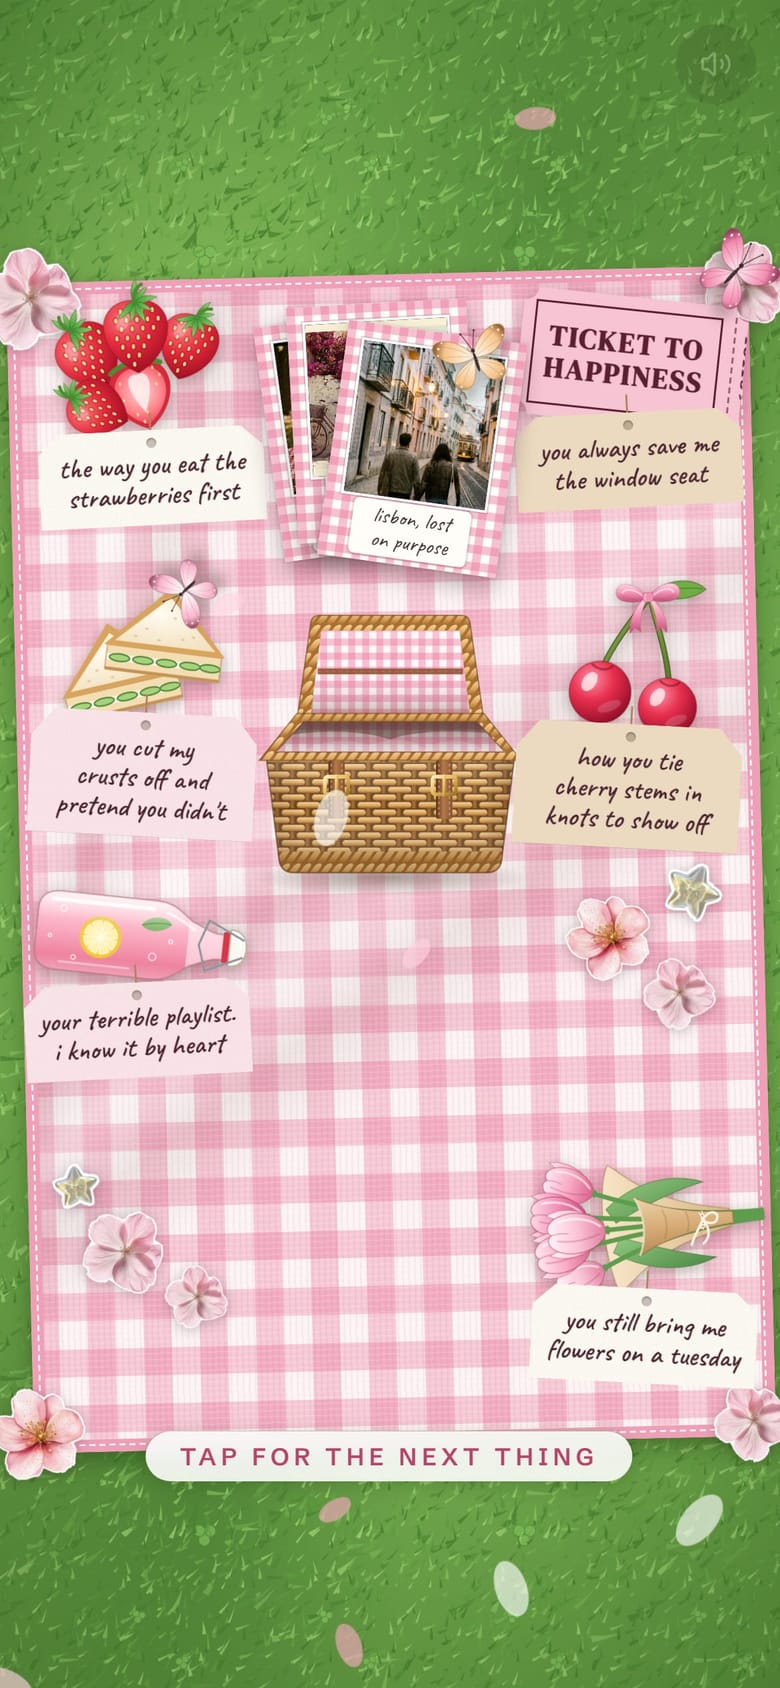 TICKET TO
HAPPINESS
the way you eat the
strawberries first
lisbon, lost
on purpose
you always save me
the window seat
you cut my
crusts off and
pretend you didn't
how you tie
cherry stems in
knots to show off
your terrible playlist.
i know it by heart
you still bring me
flowers on a tuesday
TAP FOR THE NEXT THING